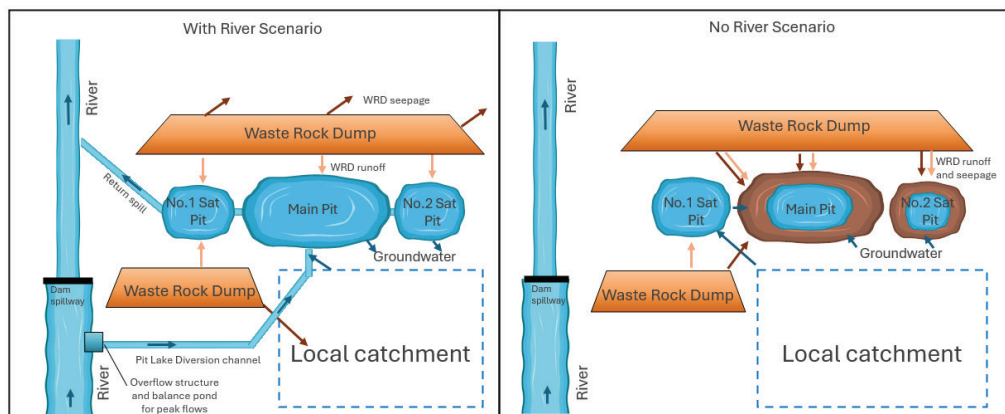 With River Scenario
River
WRD seepage
Waste Rock Dump
WRD runoff
Return spill
No.1 Sat
Pit
Main Pit
No.2 Sat
Pit
Groundwater
Waste Rock Dump
Dam
spillway
Local catchment
Pit Lake Diversion channel
River
Overflow structure
and balance pond
for peak flows
No River Scenario
River
Waste Rock Dump
WRD runoff
and seepage
No.1 Sat
Pit
Main Pit
No.2 Sat
Pit
Groundwater
Waste Rock Dump
Dam
spillway
Local catchment
River